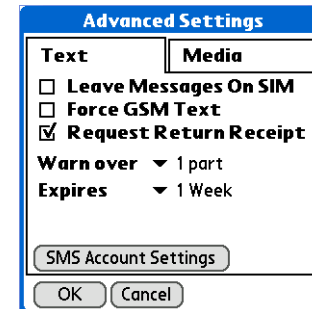 Advanced Settings
Text Media
Leave Messages On SIM
Force GSM Text
Request Return Receipt
Warn over 1 part
Expires 1 Week
SMS Account Settings
OK Cancel